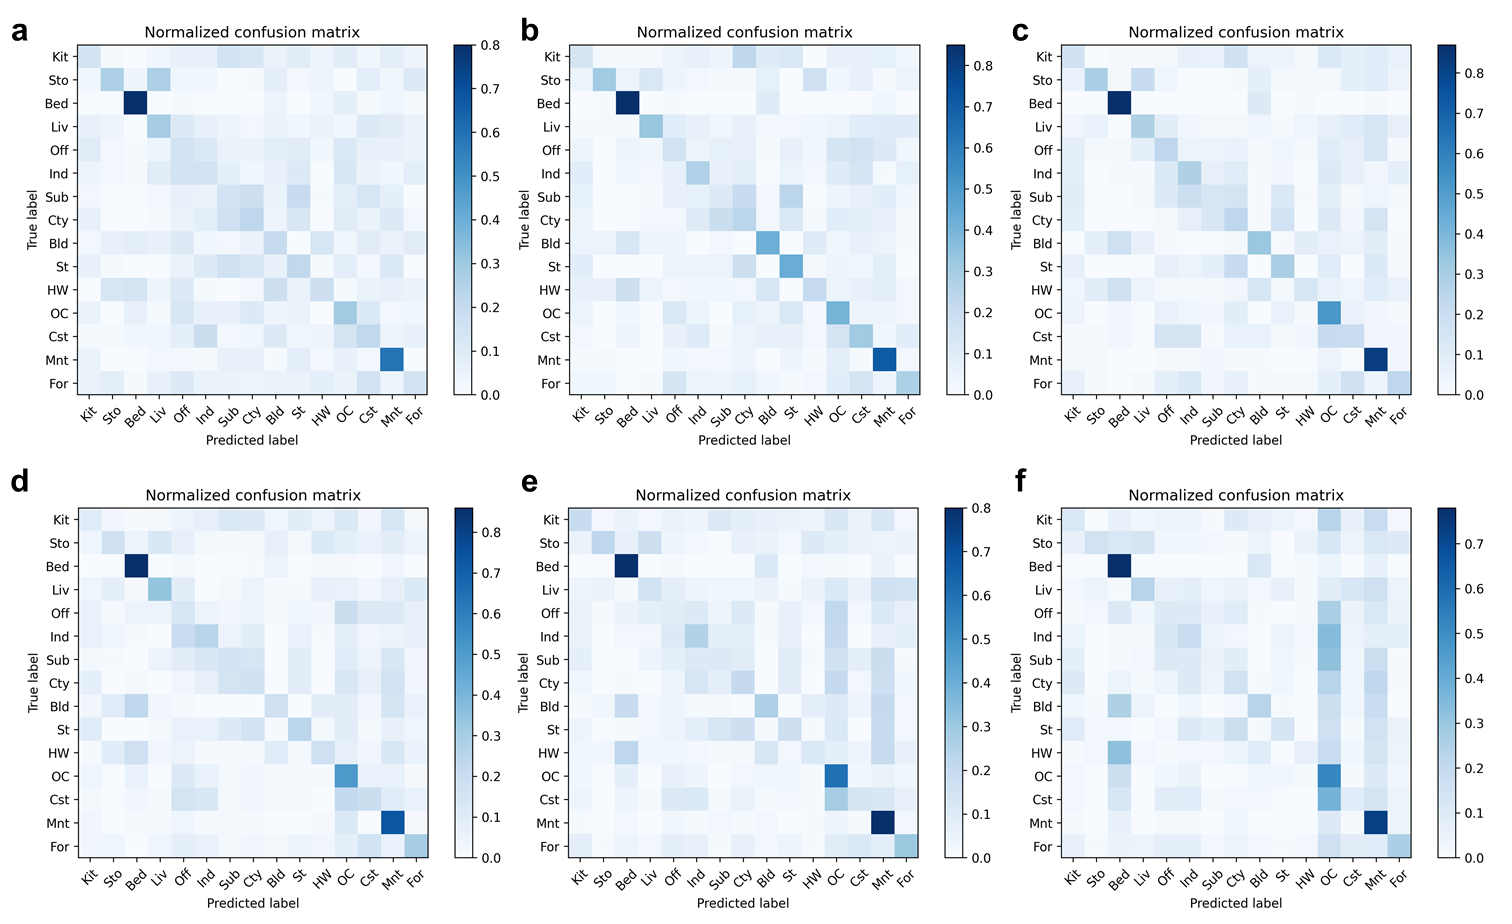 a
Normalized confusion matrix
True label
Kit
Sto
Bed
Liv
Off
Ind
Sub
Cty
Bld
St
HW
OC
Cst
Mnt
For
Kit Sto Bed Liv Off Ind Sub Cty Bld St HW OC Cst Mnt For
Predicted label
0.8
0.7
0.6
0.5
0.4
0.3
0.2
0.1
0.0
b
Normalized confusion matrix
True label
Kit
Sto
Bed
Liv
Off
Ind
Sub
Cty
Bld
St
HW
OC
Cst
Mnt
For
Kit Sto Bed Liv Off Ind Sub Cty Bld St HW OC Cst Mnt For
Predicted label
0.8
0.7
0.6
0.5
0.4
0.3
0.2
0.1
0.0
c
Normalized confusion matrix
True label
Kit
Sto
Bed
Liv
Off
Ind
Sub
Cty
Bld
St
HW
OC
Cst
Mnt
For
Kit Sto Bed Liv Off Ind Sub Cty Bld St HW OC Cst Mnt For
Predicted label
0.8
0.7
0.6
0.5
0.4
0.3
0.2
0.1
0.0
d
Normalized confusion matrix
True label
Kit
Sto
Bed
Liv
Off
Ind
Sub
Cty
Bld
St
HW
OC
Cst
Mnt
For
Kit Sto Bed Liv Off Ind Sub Cty Bld St HW OC Cst Mnt For
Predicted label
0.8
0.7
0.6
0.5
0.4
0.3
0.2
0.1
0.0
e
Normalized confusion matrix
True label
Kit
Sto
Bed
Liv
Off
Ind
Sub
Cty
Bld
St
HW
OC
Cst
Mnt
For
Kit Sto Bed Liv Off Ind Sub Cty Bld St HW OC Cst Mnt For
Predicted label
0.8
0.7
0.6
0.5
0.4
0.3
0.2
0.1
0.0
f
Normalized confusion matrix
True label
Kit
Sto
Bed
Liv
Off
Ind
Sub
Cty
Bld
St
HW
OC
Cst
Mnt
For
Kit Sto Bed Liv Off Ind Sub Cty Bld St HW OC Cst Mnt For
Predicted label
0.7
0.6
0.5
0.4
0.3
0.2
0.1
0.0